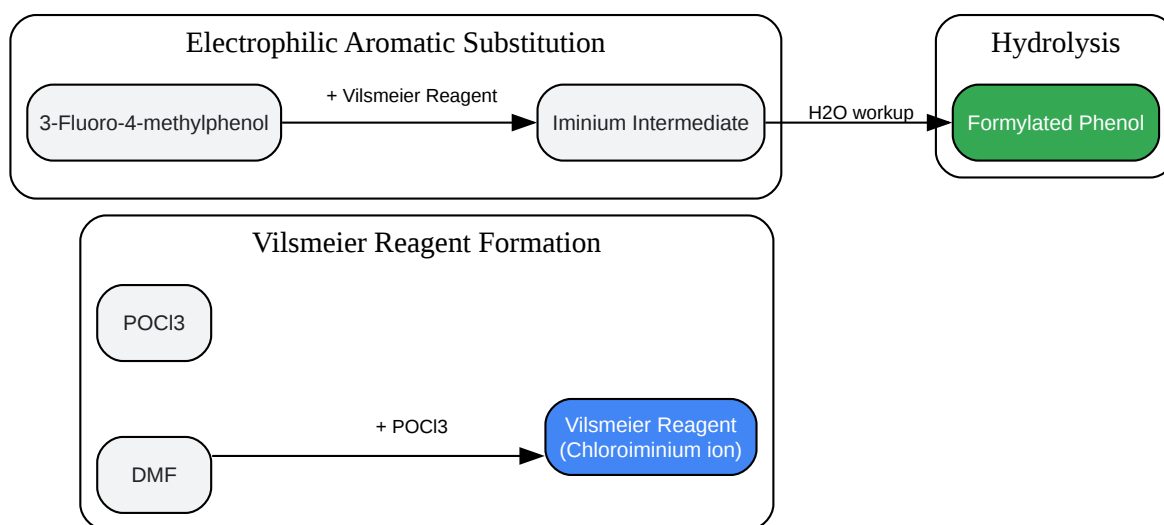 Electrophilic Aromatic Substitution
3-Fluoro-4-methylphenol
+ Vilsmeier Reagent
Iminium Intermediate
H2O workup
Hydrolysis
Formylated Phenol
Vilsmeier Reagent Formation
POCl3
DMF
+ POCl3
Vilsmeier Reagent
(Chloroiminium ion)